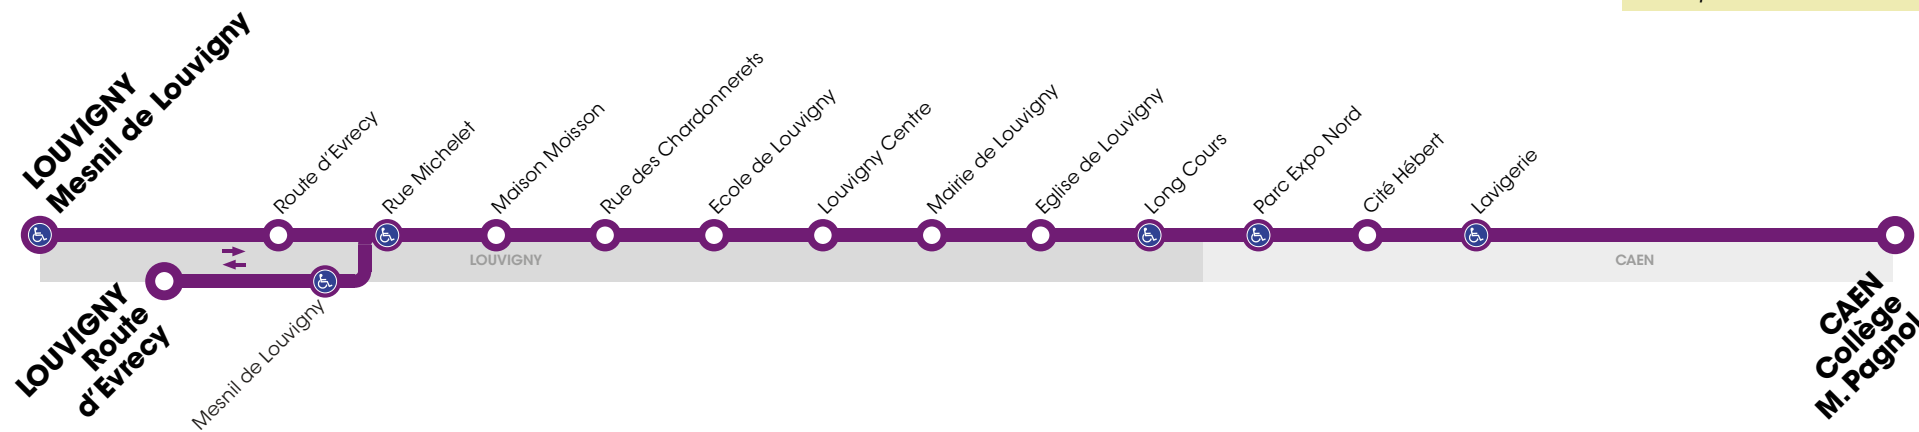 LOUVIGNY
Mesnil de Louvigny
Route d'Evrecy
Rue Michelet
Maison Moisson
Rue des Chardonnerets
Ecole de Louvigny
Louvigny Centre
Mairie de Louvigny
Eglise de Louvigny
Long Cours
Parc Expo Nord
Cité Hébert
Lavigerie
LOUVIGNY
CAEN
LOUVIGNY
Route
d'Evrecy
Mesnil de Louvigny
CAEN
Collège
M. Pagnol